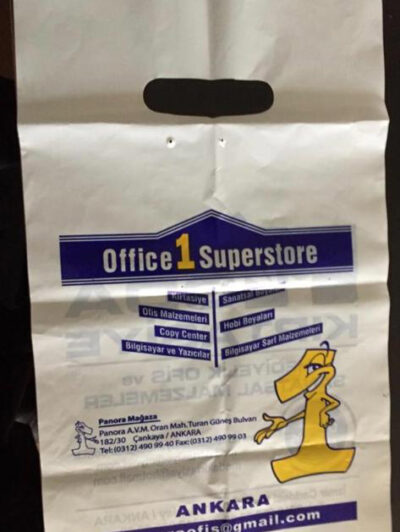 Office 1 Superstore
Kırtasiye
Ofis Malzemeleri
Copy Center
Bilgisayar ve Yazıcılar
Sanatsal
Hobi Boyaları
Bilgisayar Sarf Malzemeleri
Panora Mağaza
Panora A.V.M. Oran Mah. Turan Güneş Bulvarı
182/30 Çankaya / ANKARA
Tel: (0312) 490 99 40 Fax: (0312) 490 99 03
ANKARA
ofis@gmail.com